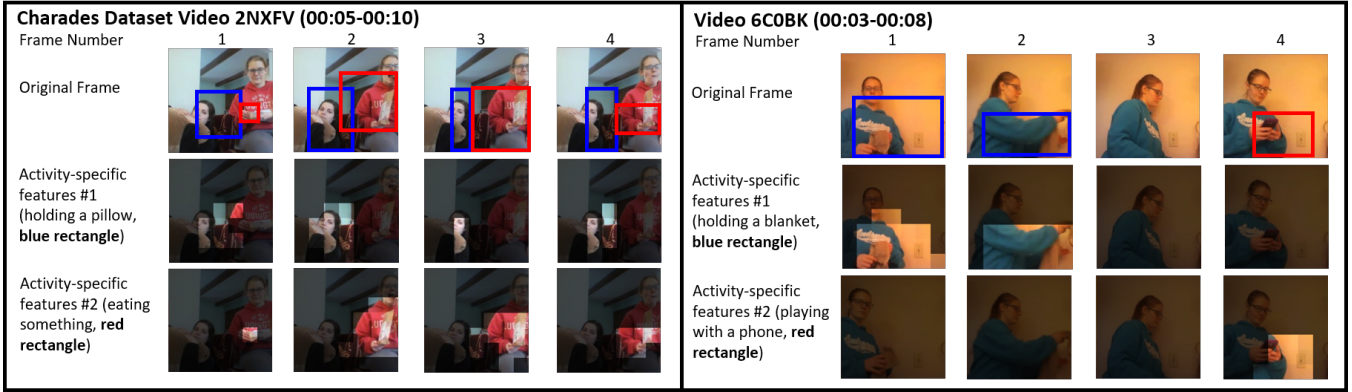 Charades Dataset Video 2NXFV (00:05-00:10)
Frame Number 1 2 3 4
Original Frame
Activity-specific
features #1
(holding a pillow,
blue rectangle)
Activity-specific
features #2 (eating
something, red
rectangle)
Video 6C0BK (00:03-00:08)
Frame Number 1 2 3 4
Original Frame
Activity-specific
features #1
(holding a blanket,
blue rectangle)
Activity-specific
features #2 (playing
with a phone, red
rectangle)